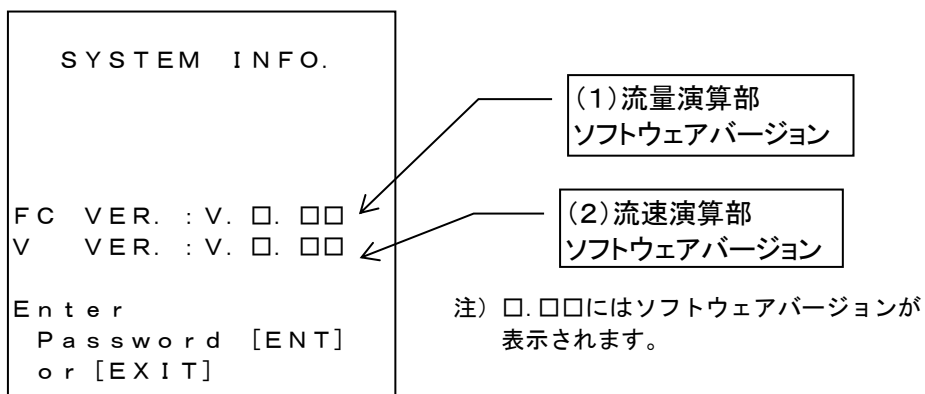 ＳＹＳＴＥＭ ＩＮＦＯ．
ＦＣ ＶＥＲ．：Ｖ．□．□□
Ｖ ＶＥＲ．：Ｖ．□．□□
Ｅｎｔｅｒ
Ｐａｓｓｗｏｒｄ ［ＥＮＴ］
ｏｒ［ＥＸＩＴ］
（１）流量演算部
ソフトウェアバージョン
（２）流速演算部
ソフトウェアバージョン
注）□.□□にはソフトウェアバージョンが
表示されます。